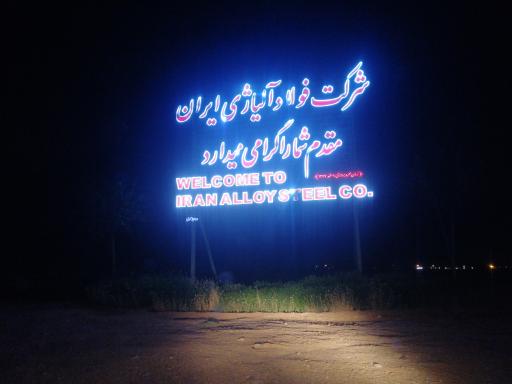 شرکت فولاد آلیاژی ایران
مقدم شما را گرامی میدارد
WELCOME TO
IRAN ALLOY STEEL CO.